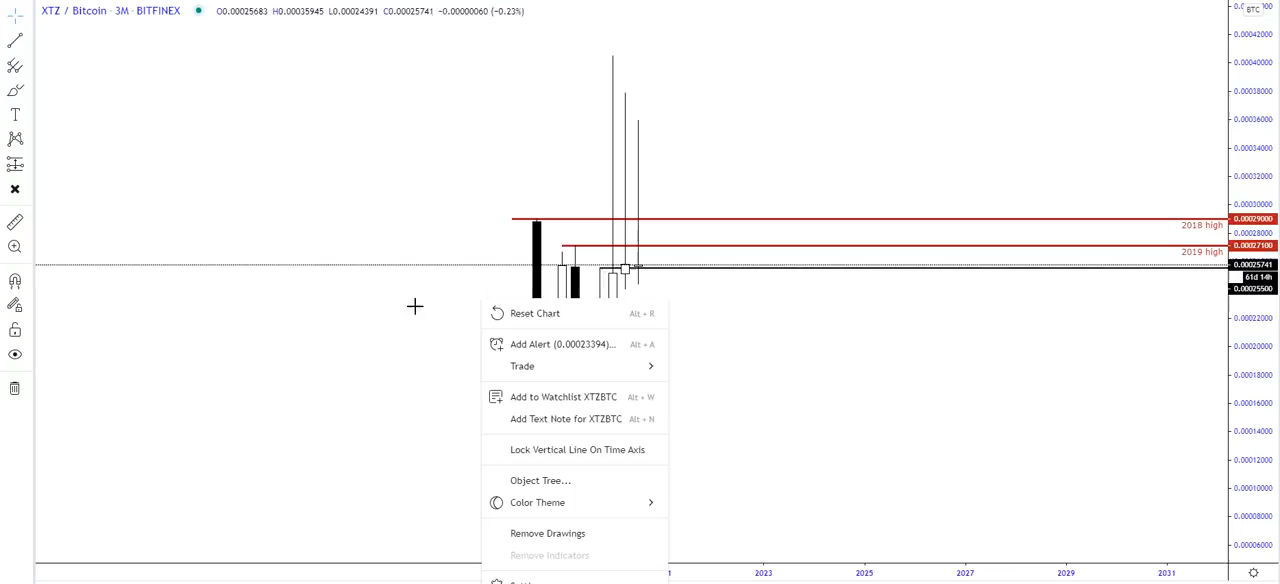 XTZ / Bitcoin · 3M · BITFINEX O0.00025683 H0.00035945 L0.00024391 C0.00025741 −0.00000060 (−0.23%)
BTC
0.00042000
0.00040000
0.00038000
0.00036000
0.00034000
0.00032000
0.00030000
0.00029000
2018 high
0.00028000
0.00027100
2019 high
0.00025741
61d 14h
0.00025500
0.00022000
0.00020000
0.00018000
0.00016000
0.00014000
0.00012000
0.00010000
0.00008000
0.00006000
Reset Chart Alt + R
Add Alert (0.00023394)... Alt + A
Trade
Add to Watchlist XTZBTC Alt + W
Add Text Note for XTZBTC Alt + N
Lock Vertical Line On Time Axis
Object Tree...
Color Theme
Remove Drawings
Remove Indicators
2023 2025 2027 2029 2031